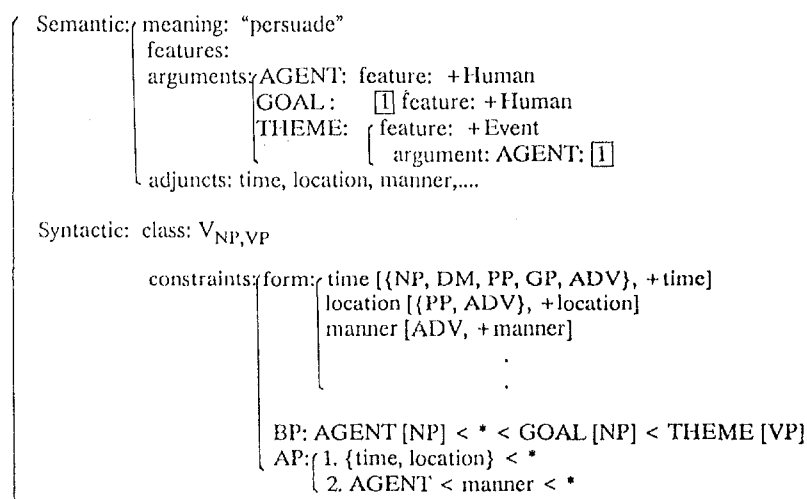 Semantic: meaning: "persuade"
features:
arguments: AGENT: feature: +Human
GOAL: [1] feature: +Human
THEME: feature: +Event
argument: AGENT: [1]
adjuncts: time, location, manner,....
Syntactic: class: V_NP,VP
constraints: form: time [{NP, DM, PP, GP, ADV}, +time]
location [{PP, ADV}, +location]
manner [ADV, +manner]
.
.
BP: AGENT [NP] < * < GOAL [NP] < THEME [VP]
AP: 1. {time, location} < *
2. AGENT < manner < *